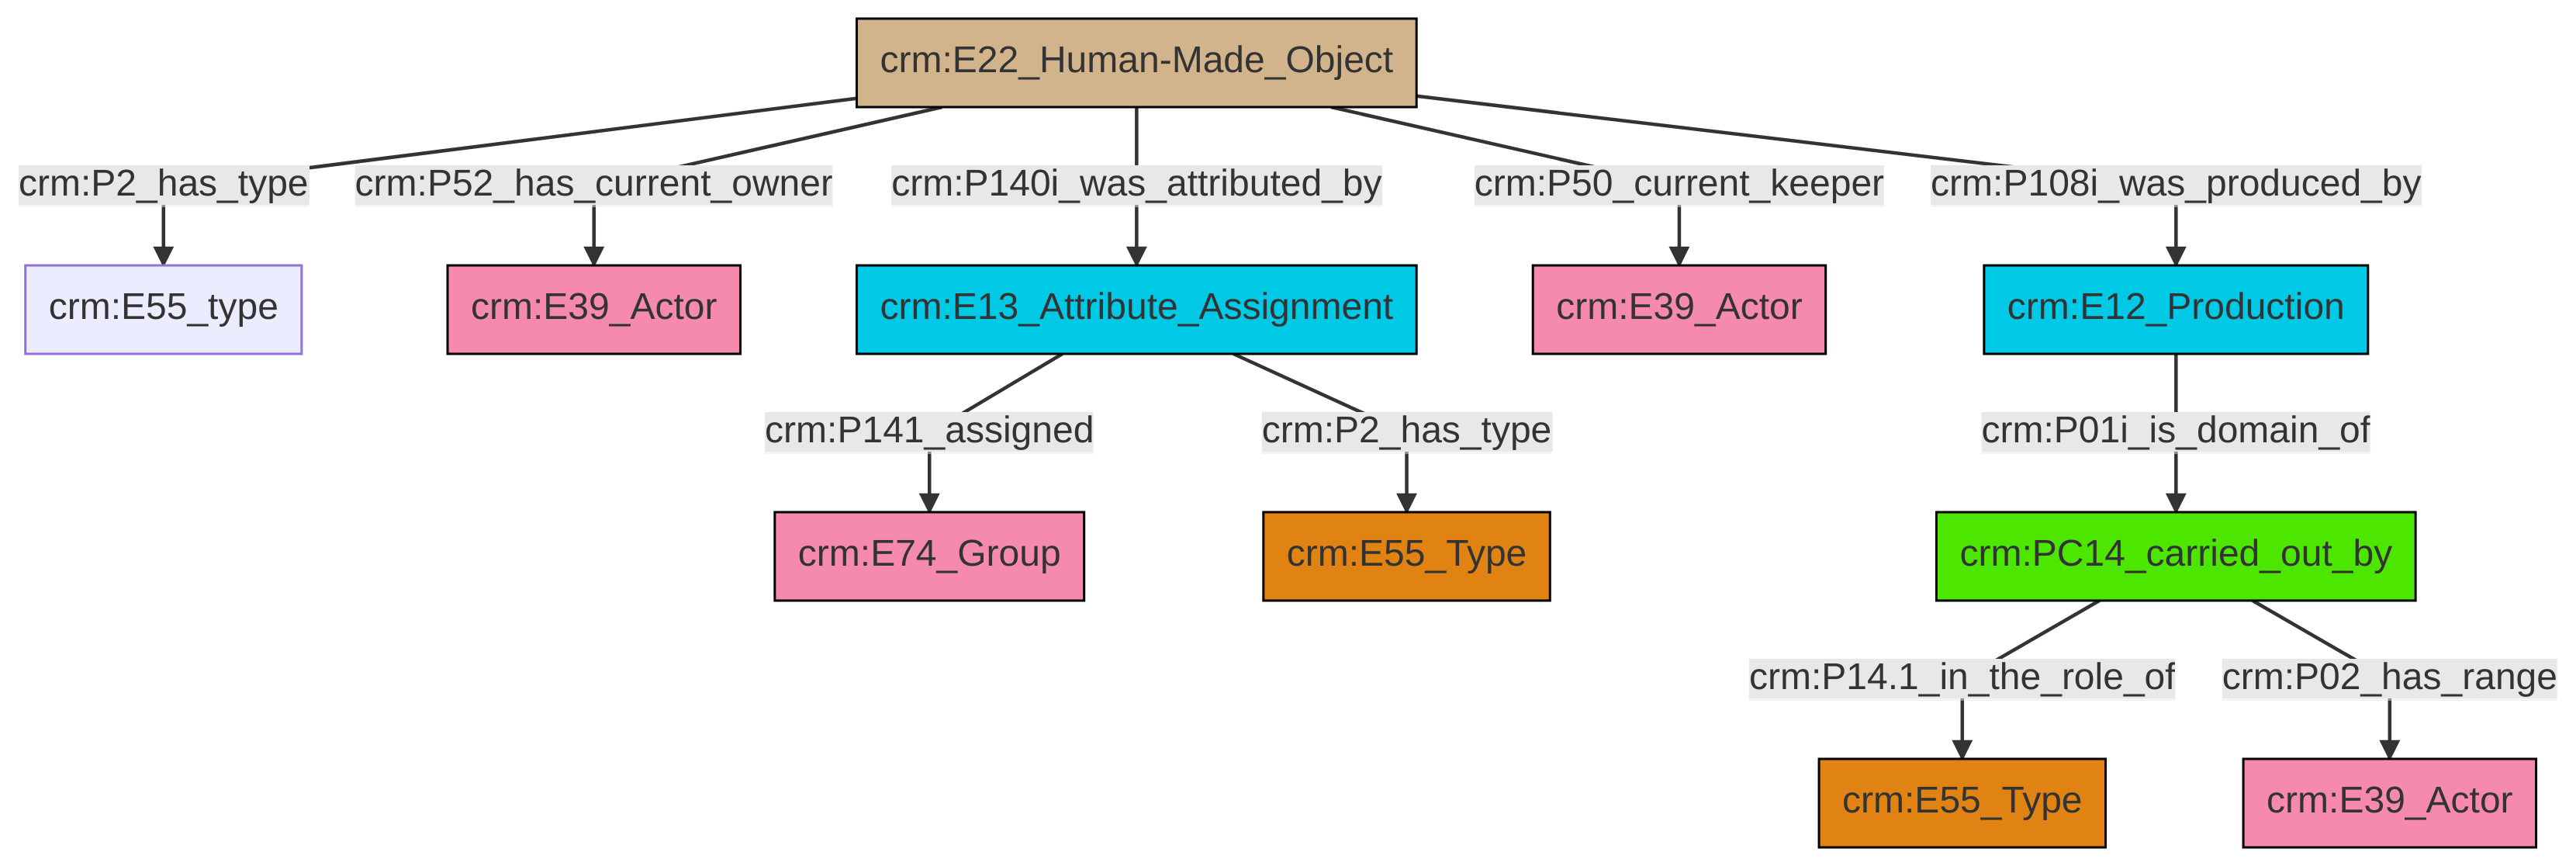 crm:E22_Human-Made_Object
crm:P2_has_type
crm:P52_has_current_owner
crm:P140i_was_attributed_by
crm:P50_current_keeper
crm:P108i_was_produced_by
crm:E55_type
crm:E39_Actor
crm:E13_Attribute_Assignment
crm:E39_Actor
crm:E12_Production
crm:P141_assigned
crm:P2_has_type
crm:P01i_is_domain_of
crm:E74_Group
crm:E55_Type
crm:PC14_carried_out_by
crm:P14.1_in_the_role_of
crm:P02_has_range
crm:E55_Type
crm:E39_Actor